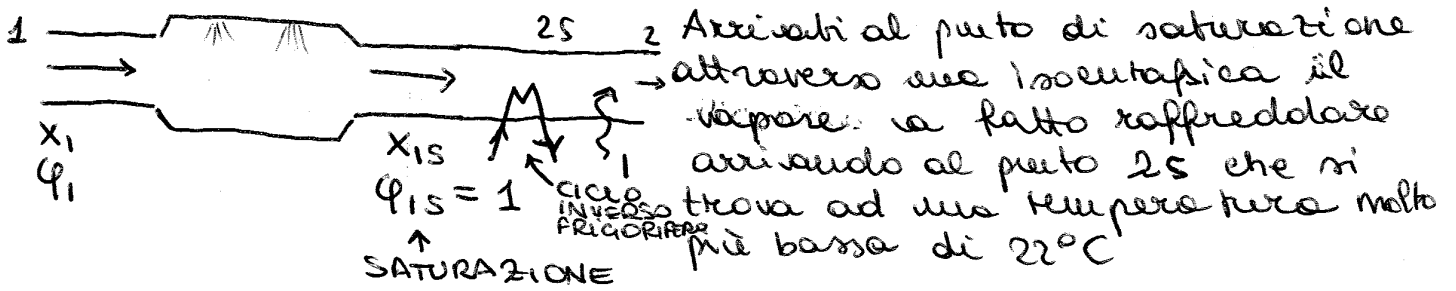 1 25 2 Arrivati al punto di saturazione
attraverso una isoentalpica il
vapore va fatto raffreddare
X1 X1S arrivando al punto 2S che si
φ1 φ1S = 1 CICLO INVERSO FRIGORIFERO trova ad una temperatura molto
più bassa di 22°C
SATURAZIONE